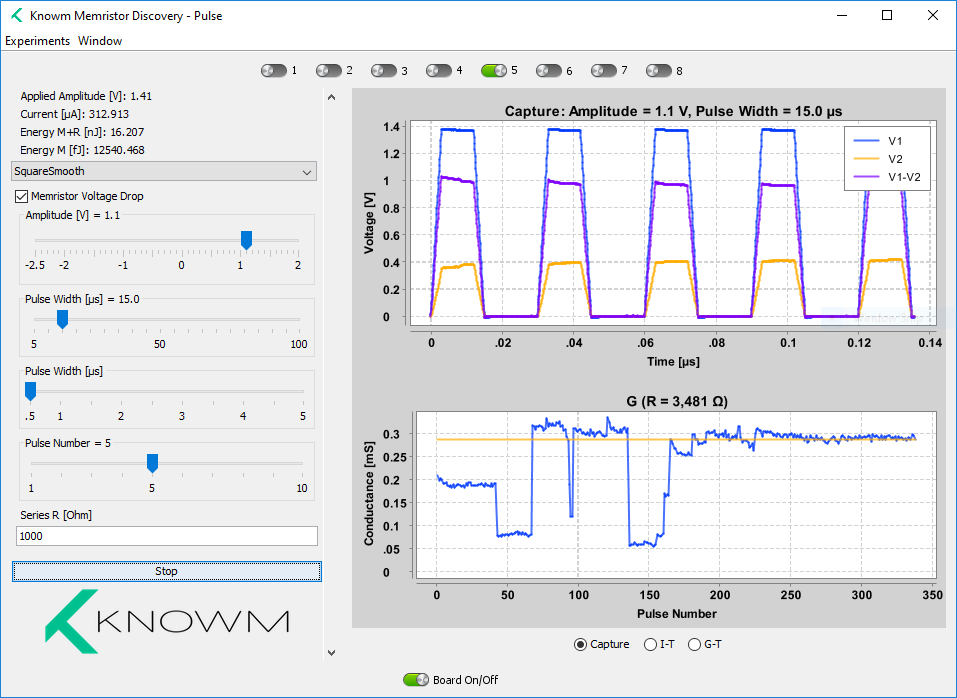 Knowm Memristor Discovery - Pulse
Experiments Window
1 2 3 4 5 6 7 8
Applied Amplitude [V]: 1.41
Current [µA]: 312.913
Energy M+R [nJ]: 16.207
Energy M [fJ]: 12540.468
SquareSmooth
Memristor Voltage Drop
Amplitude [V] = 1.1
-2.5 -2 -1 0 1 2
Pulse Width [µs] = 15.0
5 50 100
Pulse Width [µs]
.5 1 2 3 4 5
Pulse Number = 5
1 5 10
Series R [Ohm]
1000
Stop
KNOWM
Capture: Amplitude = 1.1 V, Pulse Width = 15.0 µs
Voltage [V]
1.4
1.2
1
0.8
0.6
0.4
0.2
0
V1
V2
V1-V2
0 .02 .04 .06 .08 0.1 0.12 0.14
Time [µs]
G (R = 3,481 Ω)
Conductance [mS]
0.3
0.25
0.2
0.15
0.1
.05
0
0 50 100 150 200 250 300 350
Pulse Number
Capture I-T G-T
Board On/Off